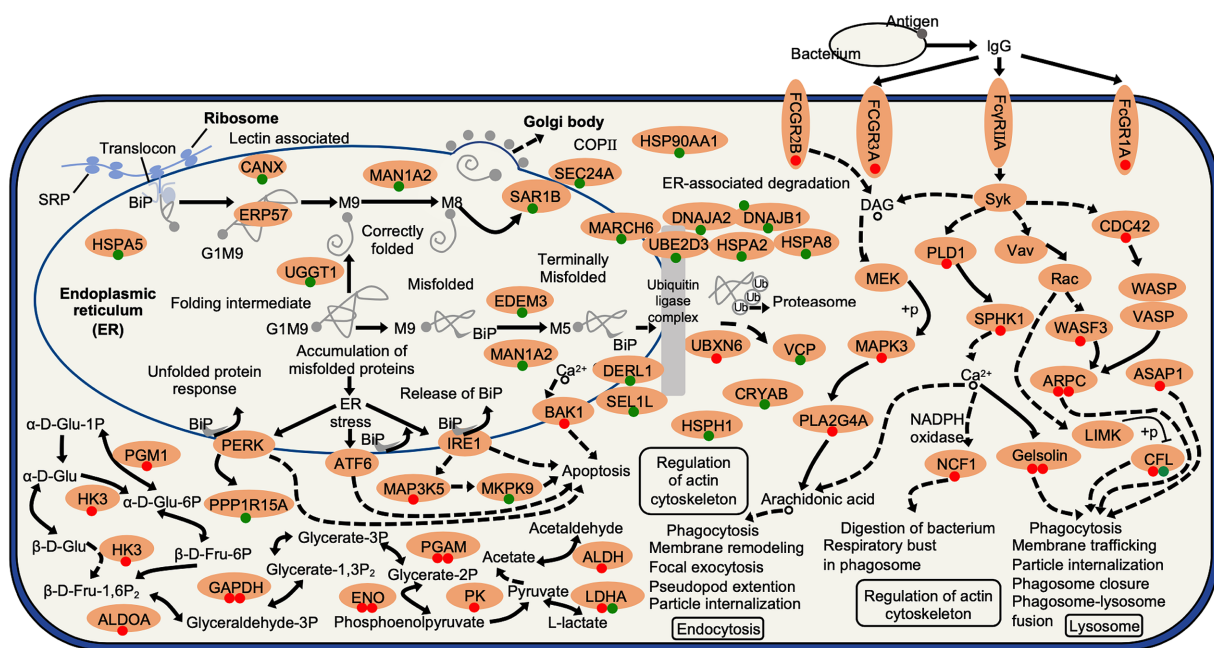 Antigen
Bacterium
IgG
FCGR2B
FCGR3A
FcγRIIA
FcGR1A
Ribosome
Lectin associated
Translocon
SRP
BiP
CANX
ERP57
G1M9
HSPA5
MAN1A2
M9
M8
Correctly
folded
Golgi body
COPII
SEC24A
SAR1B
HSP90AA1
ER-associated degradation
MARCH6
DNAJA2
DNAJB1
UBE2D3
HSPA2
HSPA8
UGGT1
Endoplasmic
reticulum
(ER)
Folding intermediate
G1M9
Misfolded
M9
BiP
EDEM3
Terminally
Misfolded
M5
BiP
MAN1A2
Ubiquitin
ligase
complex
Ub
Ub
Ub
Proteasome
UBXN6
VCP
DERL1
SEL1L
CRYAB
HSPH1
Ca2+
BAK1
Accumulation of
misfolded proteins
ER
stress
Unfolded protein
response
Release of BiP
BiP
BiP
BiP
PERK
ATF6
IRE1
Apoptosis
MAP3K5
MKPK9
PPP1R15A
α-D-Glu-1P
PGM1
α-D-Glu
HK3
α-D-Glu-6P
β-D-Glu
HK3
β-D-Fru-6P
β-D-Fru-1,6P2
ALDOA
GAPDH
Glyceraldehyde-3P
Glycerate-1,3P2
Glycerate-3P
PGAM
Glycerate-2P
ENO
Phosphoenolpyruvate
PK
Pyruvate
Acetate
Acetaldehyde
ALDH
LDHA
L-lactate
DAG
MEK
+p
MAPK3
PLA2G4A
Arachidonic acid
Regulation
of actin
cytoskeleton
Phagocytosis
Membrane remodeling
Focal exocytosis
Pseudopod extention
Particle internalization
Endocytosis
Syk
PLD1
Vav
CDC42
Rac
WASP
VASP
SPHK1
WASF3
ARPC
ASAP1
Ca2+
NADPH
oxidase
NCF1
Gelsolin
LIMK
+p
CFL
Digestion of bacterium
Respiratory bust
in phagosome
Regulation of actin
cytoskeleton
Phagocytosis
Membrane trafficking
Particle internalization
Phagosome closure
Phagosome-lysosome
fusion
Lysosome